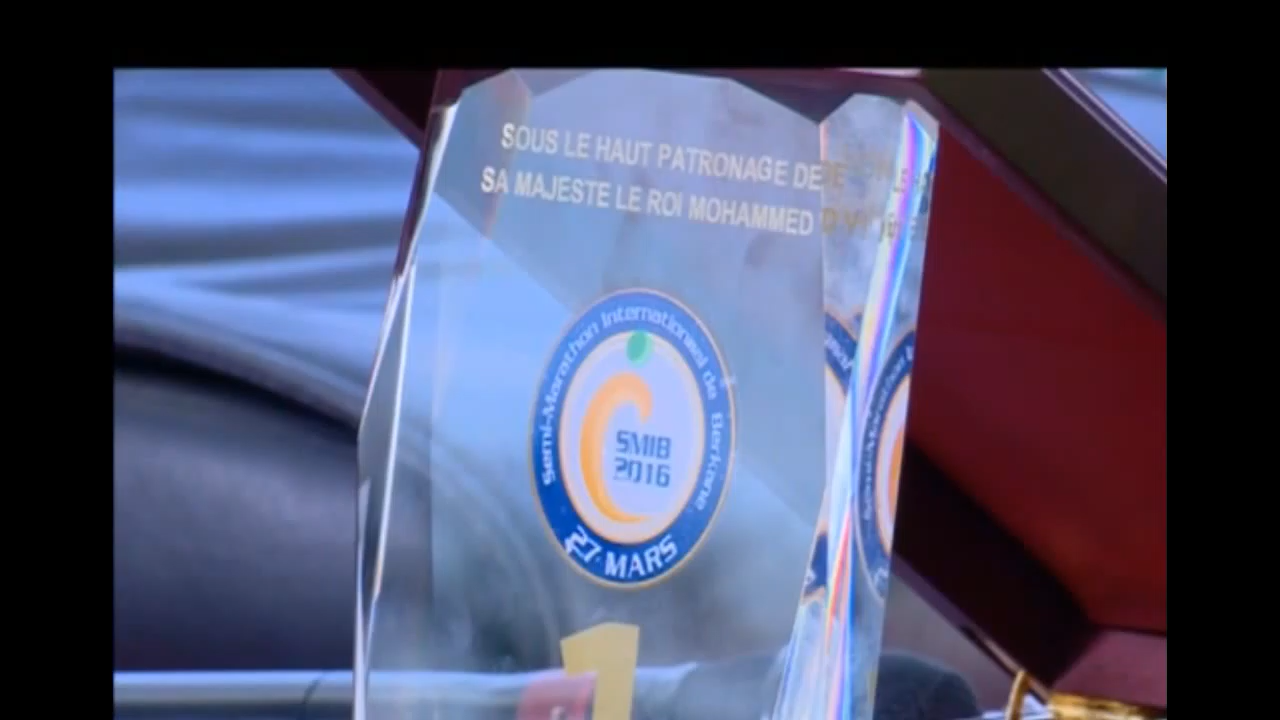 SOUS LE HAUT PATRONAGE DE
SA MAJESTE LE ROI MOHAMMED
Semi-Marathon International de Berkane
SMIB
2016
27 MARS
1